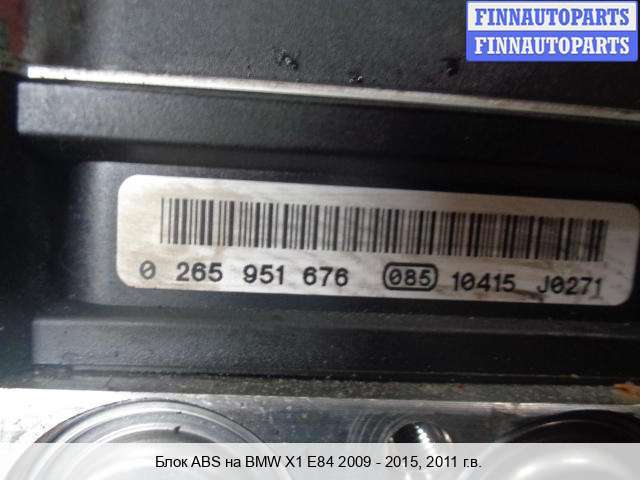 FINNAUTOPARTS
FINNAUTOPARTS
0 265 951 676 085 10415 J0271
Блок ABS на BMW X1 E84 2009 - 2015, 2011 г.в.